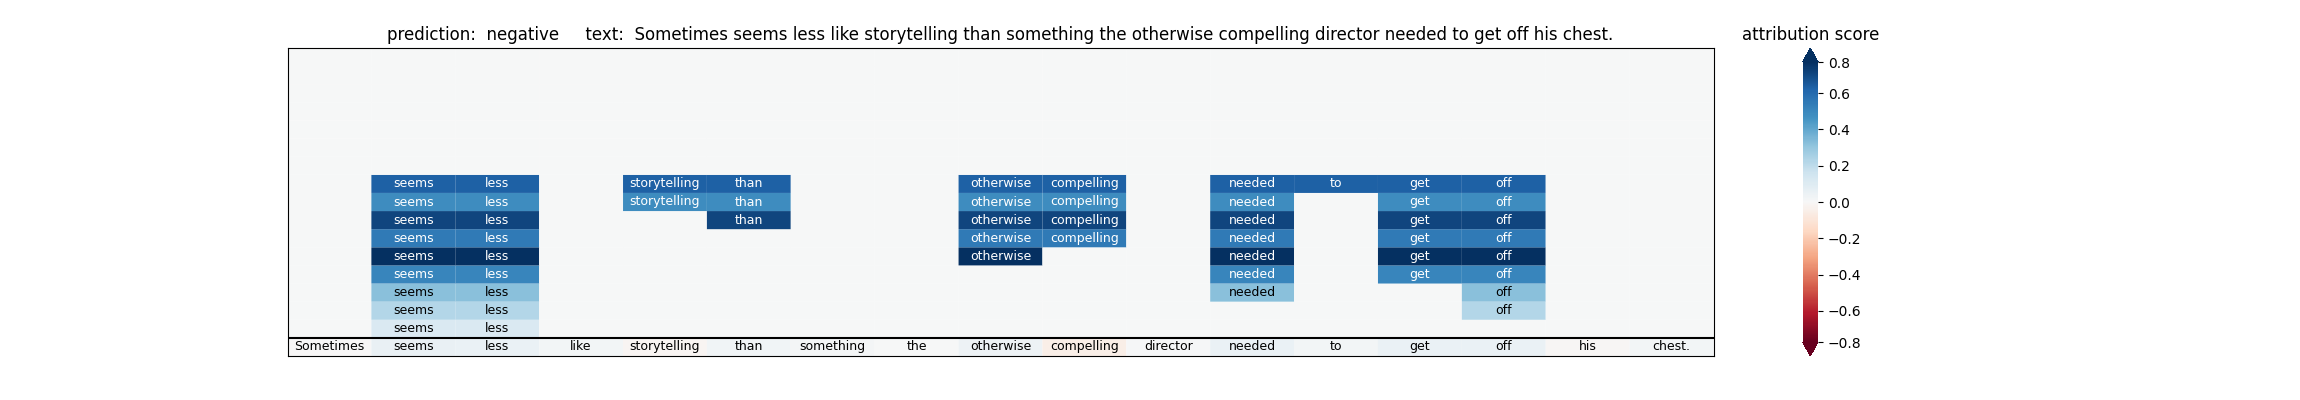 prediction:  negative     text:  Sometimes seems less like storytelling than something the otherwise compelling director needed to get off his chest.
attribution score
seems less storytelling than otherwise compelling needed to get off
seems less storytelling than otherwise compelling needed get off
seems less than otherwise compelling needed get off
seems less otherwise compelling needed get off
seems less otherwise needed get off
seems less needed get off
seems less needed off
seems less off
seems less
Sometimes seems less like storytelling than something the otherwise compelling director needed to get off his chest.
0.8
0.6
0.4
0.2
0.0
−0.2
−0.4
−0.6
−0.8